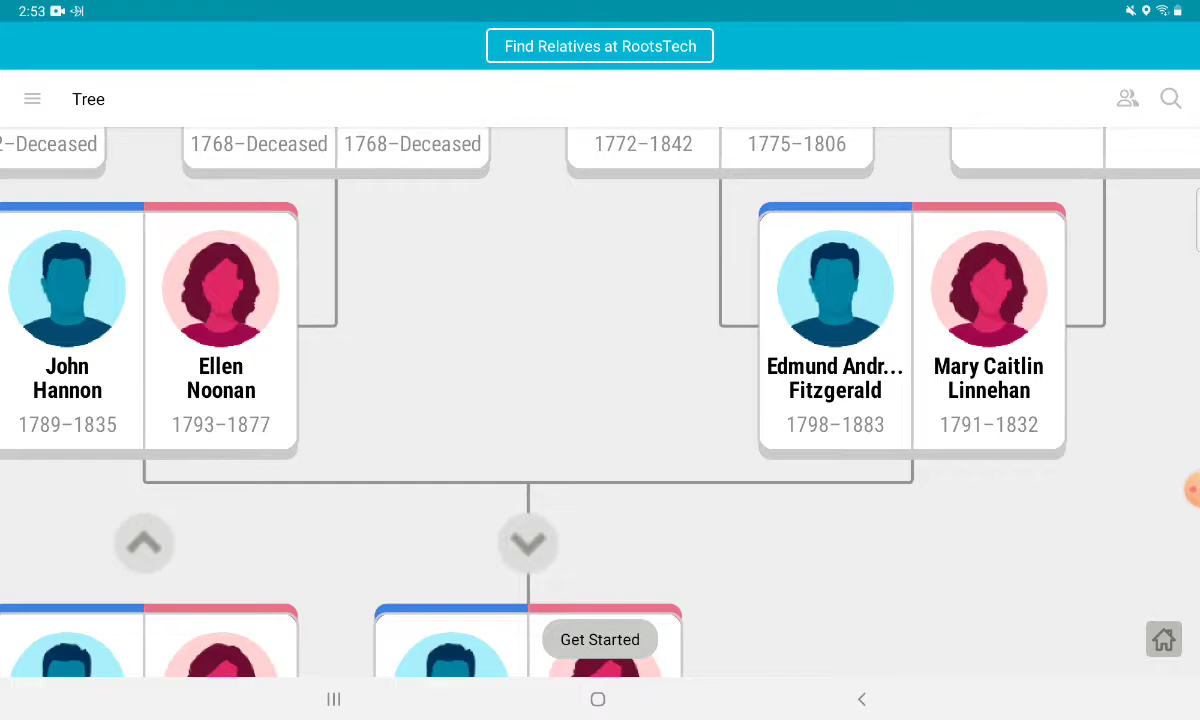 2:53
Find Relatives at RootsTech
Tree
2–Deceased
1768–Deceased
1768–Deceased
1772–1842
1775–1806
John
Hannon
1789–1835
Ellen
Noonan
1793–1877
Edmund Andr...
Fitzgerald
1798–1883
Mary Caitlin
Linnehan
1791–1832
Get Started